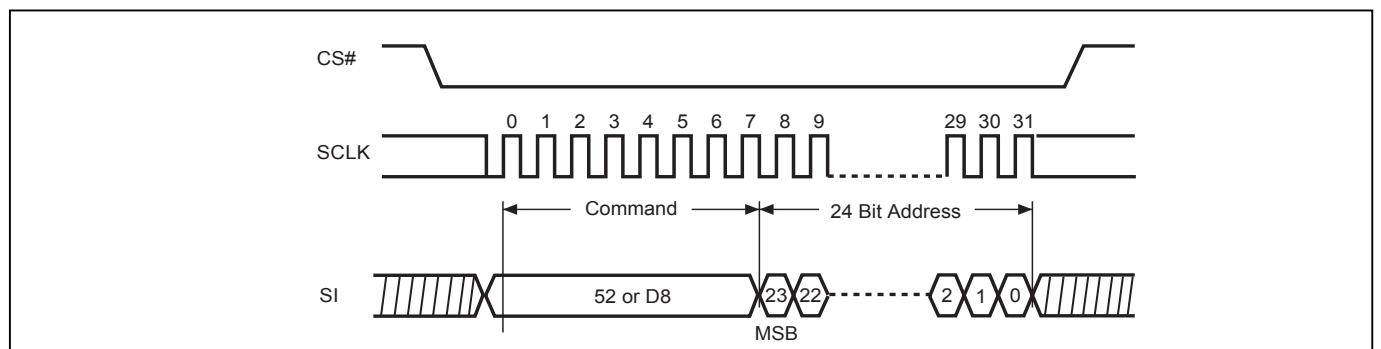 CS#
0 1 2 3 4 5 6 7 8 9 29 30 31
SCLK
Command 24 Bit Address
SI 52 or D8 23 22 2 1 0
MSB